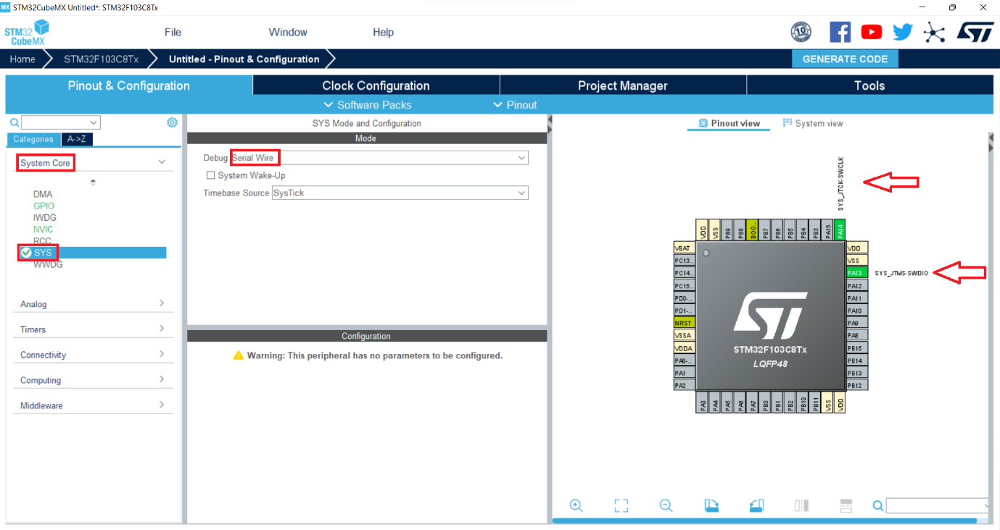 MX STM32CubeMX Untitled*: STM32F103C8Tx
STM32
CubeMX
File Window Help
10
ST
Home STM32F103C8Tx Untitled - Pinout & Configuration GENERATE CODE
Pinout & Configuration Clock Configuration Project Manager Tools
Software Packs Pinout
SYS Mode and Configuration
Pinout view System view
Categories A->Z
Mode
System Core
Debug Serial Wire
System Wake-Up
Timebase Source SysTick
DMA
GPIO
IWDG
NVIC
RCC
SYS
WWDG
Analog
Timers
Connectivity
Computing
Middleware
Configuration
Warning: This peripheral has no parameters to be configured.
SYS_JTCK-SWCLK
VDD VSS PB9 PB8 BOO.. PB7 PB6 PB5 PB4 PB3 PA15 PA14
VBAT
PC13..
PC14..
PC15..
PD0-..
PD1-..
NRST
VSSA
VDDA
PA0-..
PA1
PA2
ST
STM32F103C8Tx
LQFP48
VDD
VSS
PA13 SYS_JTMS-SWDIO
PA12
PA11
PA10
PA9
PA8
PB15
PB14
PB13
PB12
PA3 PA4 PA5 PA6 PA7 PB0 PB1 PB2 PB10 PB11 VSS VDD